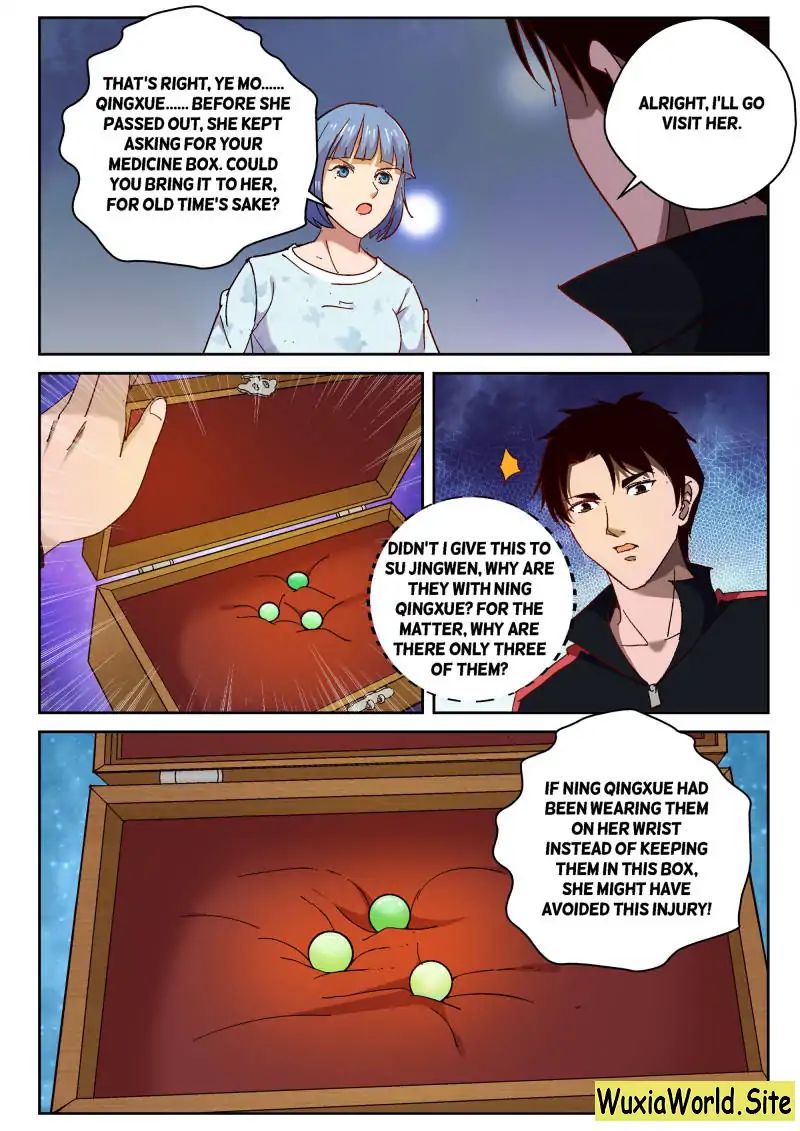 THAT'S RIGHT, YE MO......
QINGXUE...... BEFORE SHE
PASSED OUT, SHE KEPT
ASKING FOR YOUR
MEDICINE BOX. COULD
YOU BRING IT TO HER,
FOR OLD TIME'S SAKE?
ALRIGHT, I'LL GO
VISIT HER.
DIDN'T I GIVE THIS TO
SU JINGWEN, WHY ARE
THEY WITH NING
QINGXUE? FOR THE
MATTER, WHY ARE
THERE ONLY THREE
OF THEM?
IF NING QINGXUE HAD
BEEN WEARING THEM
ON HER WRIST
INSTEAD OF KEEPING
THEM IN THIS BOX,
SHE MIGHT HAVE
AVOIDED THIS INJURY!
WuxiaWorld.Site